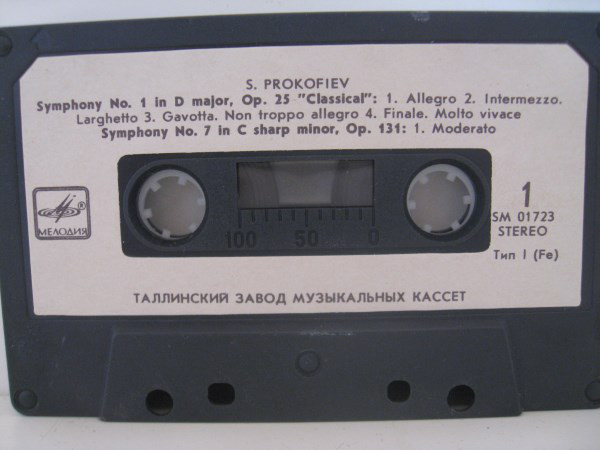 S. PROKOFIEV
Symphony No. 1 in D major, Op. 25 "Classical": 1. Allegro 2. Intermezzo.
Larghetto 3. Gavotta. Non troppo allegro 4. Finale. Molto vivace
Symphony No. 7 in C sharp minor, Op. 131: 1. Moderato
1
SM 01723
STEREO
Тип I (Fe)
МЕЛОДИЯ
100 50 0
ТАЛЛИНСКИЙ ЗАВОД МУЗЫКАЛЬНЫХ КАССЕТ